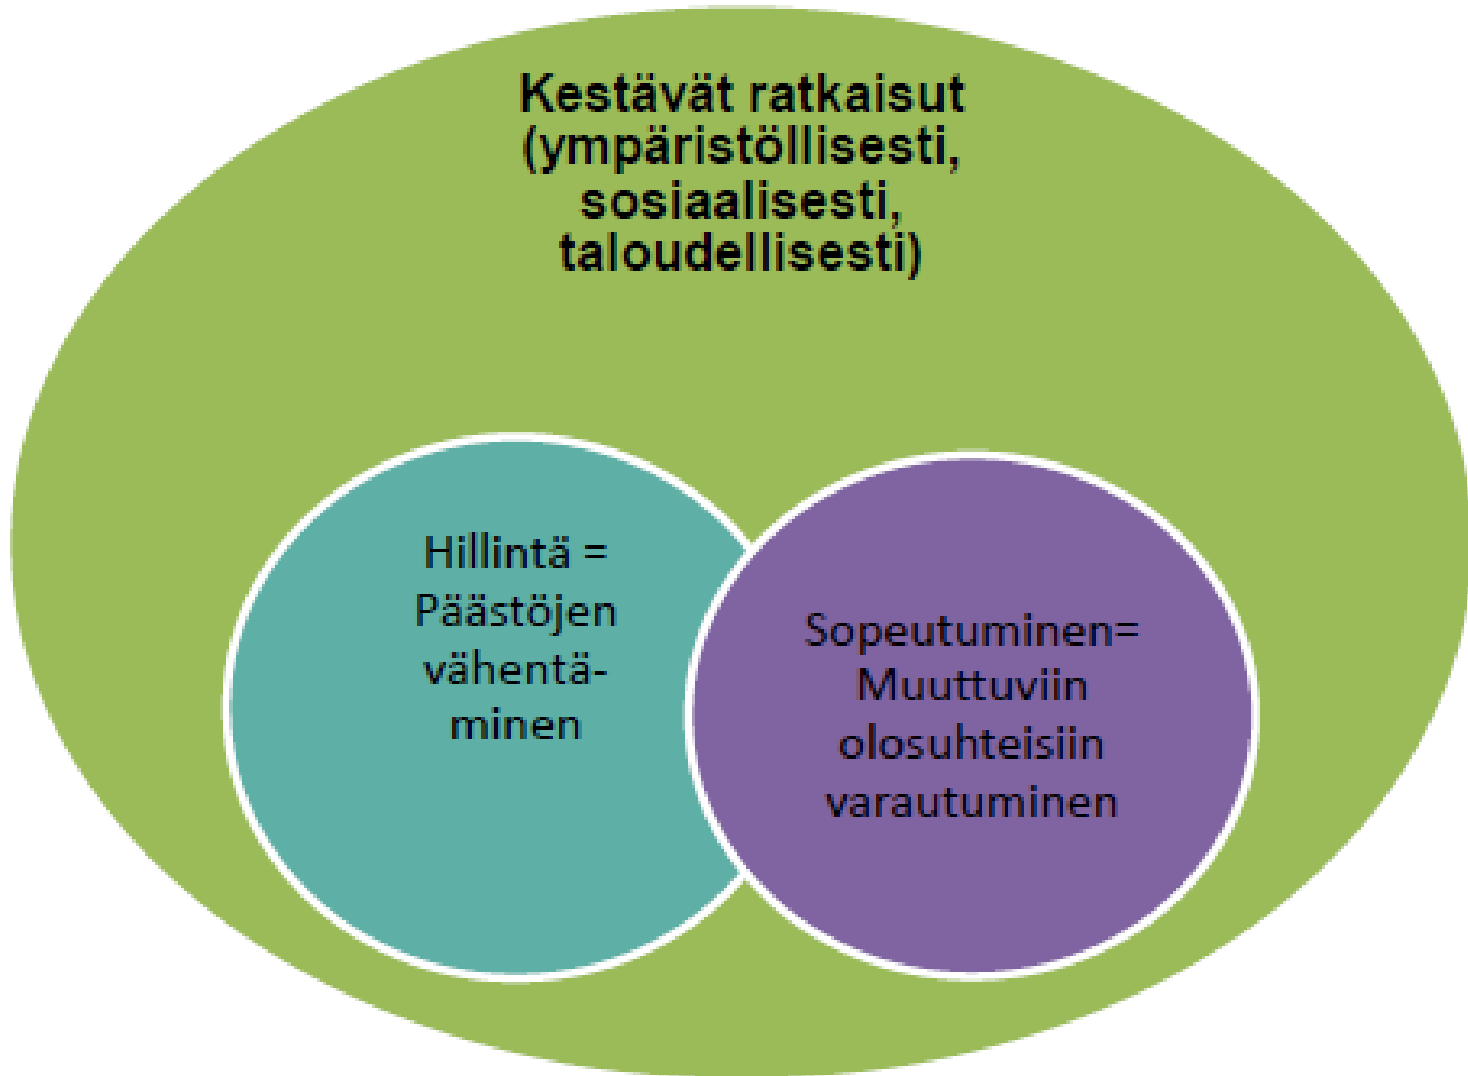 Kestävät ratkaisut
(ympäristöllisesti,
sosiaalisesti,
taloudellisesti)
Hillintä =
Päästöjen
vähentä-
minen
Sopeutuminen=
Muuttuviin
olosuhteisiin
varautuminen